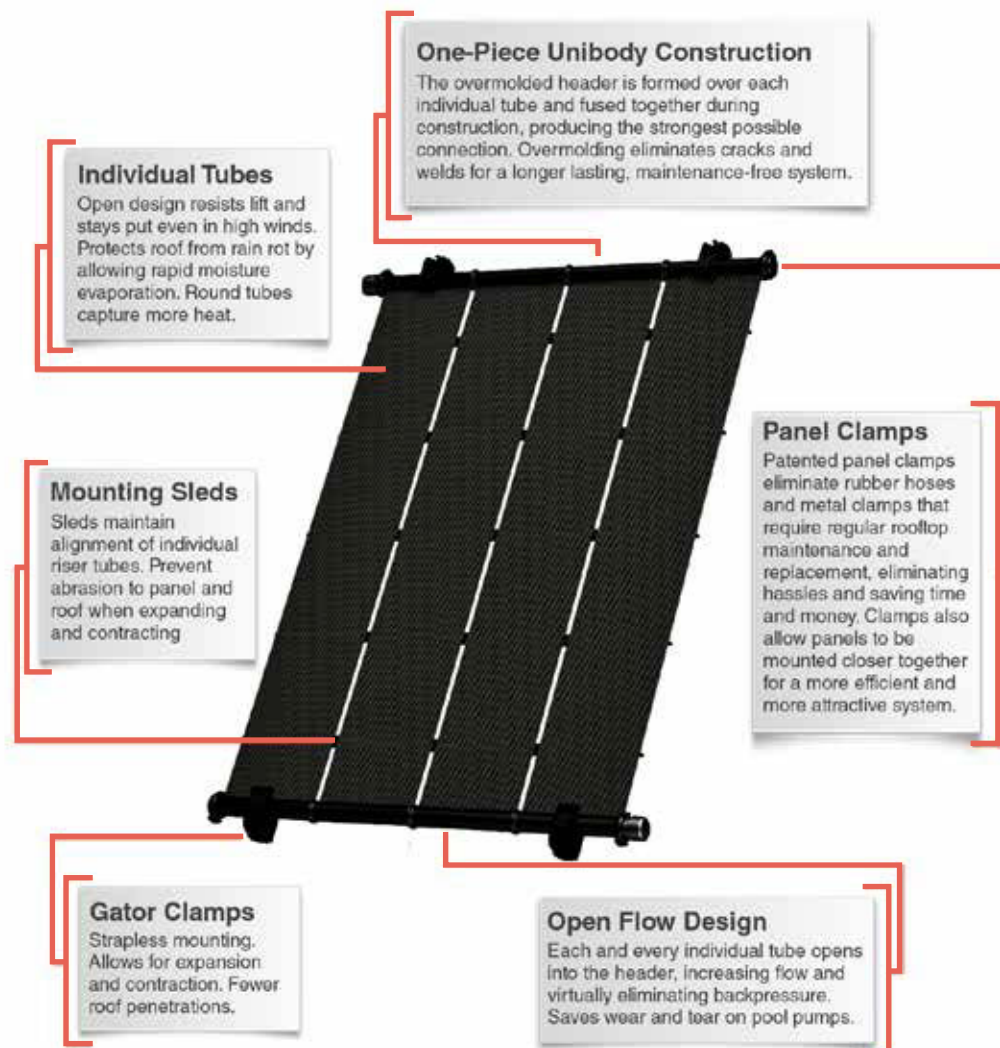 One-Piece Unibody Construction
The overmolded header is formed over each
individual tube and fused together during
construction, producing the strongest possible
connection. Overmolding eliminates cracks and
welds for a longer lasting, maintenance-free system.
Individual Tubes
Open design resists lift and
stays put even in high winds.
Protects roof from rain rot by
allowing rapid moisture
evaporation. Round tubes
capture more heat.
Panel Clamps
Patented panel clamps
eliminate rubber hoses
and metal clamps that
require regular rooftop
maintenance and
replacement, eliminating
hassles and saving time
and money. Clamps also
allow panels to be
mounted closer together
for a more efficient and
more attractive system.
Mounting Sleds
Sleds maintain
alignment of individual
riser tubes. Prevent
abrasion to panel and
roof when expanding
and contracting
Gator Clamps
Strapless mounting.
Allows for expansion
and contraction. Fewer
roof penetrations.
Open Flow Design
Each and every individual tube opens
into the header, increasing flow and
virtually eliminating backpressure.
Saves wear and tear on pool pumps.